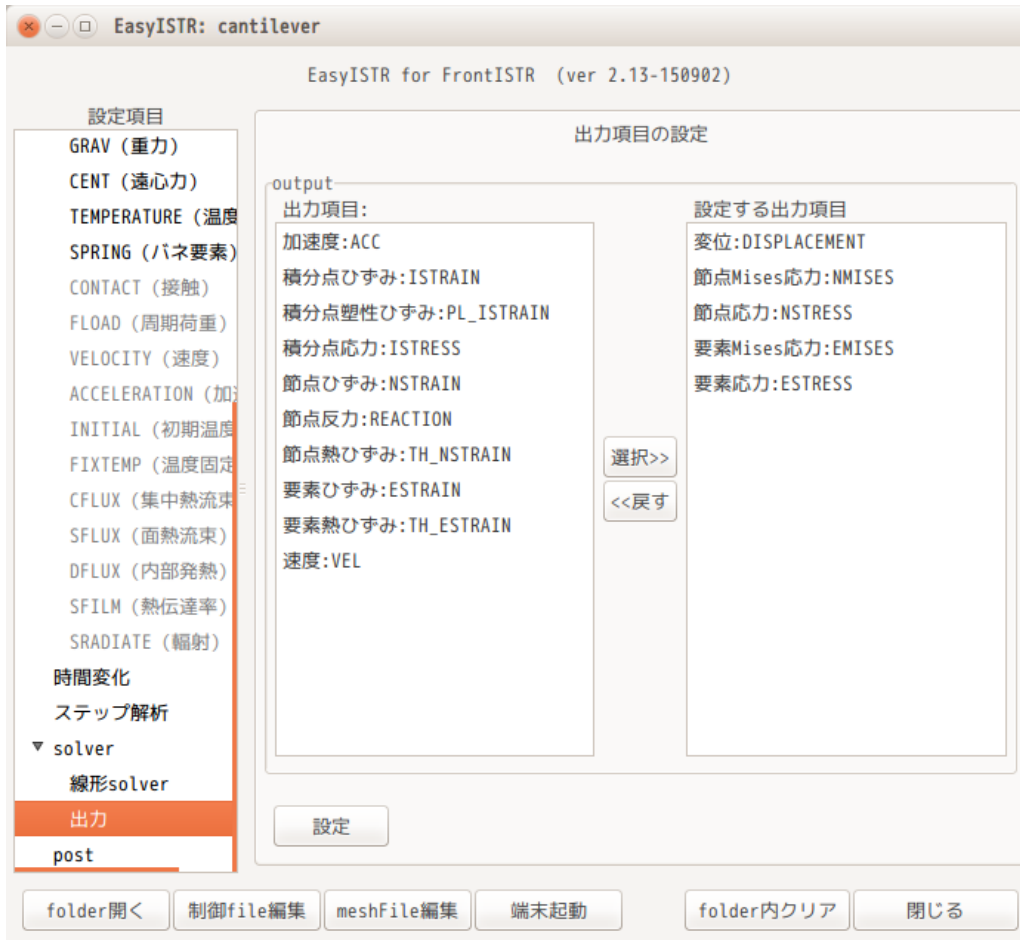 EasyISTR: cantilever
EasyISTR for FrontISTR (ver 2.13-150902)
設定項目
GRAV (重力)
CENT (遠心力)
TEMPERATURE (温度
SPRING (バネ要素)
CONTACT (接触)
FLOAD (周期荷重)
VELOCITY (速度)
ACCELERATION (加速
INITIAL (初期温度
FIXTEMP (温度固定
CFLUX (集中熱流束
SFLUX (面熱流束)
DFLUX (内部発熱)
SFILM (熱伝達率)
SRADIATE (輻射)
時間変化
ステップ解析
solver
線形solver
出力
post
出力項目の設定
output
出力項目:
加速度:ACC
積分点ひずみ:ISTRAIN
積分点塑性ひずみ:PL_ISTRAIN
積分点応力:ISTRESS
節点ひずみ:NSTRAIN
節点反力:REACTION
節点熱ひずみ:TH_NSTRAIN
要素ひずみ:ESTRAIN
要素熱ひずみ:TH_ESTRAIN
速度:VEL
選択>>
<<戻す
設定する出力項目
変位:DISPLACEMENT
節点Mises応力:NMISES
節点応力:NSTRESS
要素Mises応力:EMISES
要素応力:ESTRESS
設定
folder開く
制御file編集
meshFile編集
端末起動
folder内クリア
閉じる